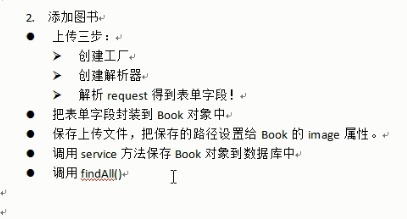 2. 添加图书
● 上传三步：
➢ 创建工厂
➢ 创建解析器
➢ 解析 request 得到表单字段！
● 把表单字段封装到 Book 对象中
● 保存上传文件，把保存的路径设置给 Book 的 image 属性。
● 调用 service 方法保存 Book 对象到数据库中
● 调用 findAll()